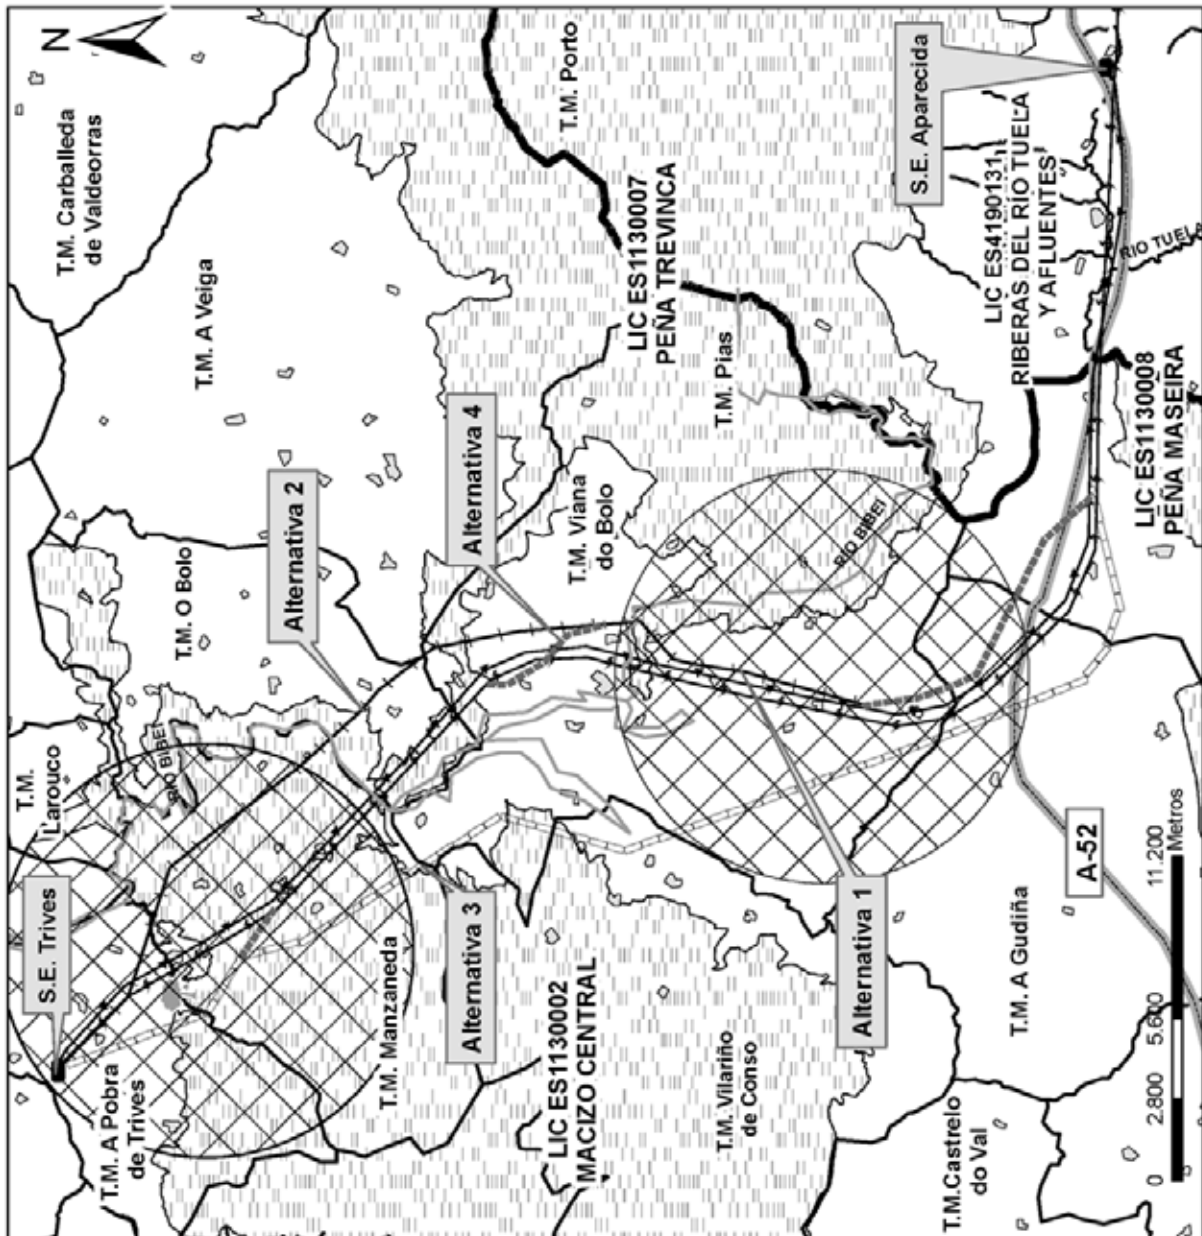 S.E. Trives
T.M.
Larouco
N
T.M. Carballeda
de Valdeorras
T.M. A Pobra
de Trives
RIO BIBEI
T.M. O Bolo
T.M. A Veiga
Alternativa 2
T.M. Manzaneda
Alternativa 3
Alternativa 4
T.M. Porto
LIC ES1130002
MACIZO CENTRAL
T.M. Viana
do Bolo
LIC ES1130007
PEÑA TREVINCA
T.M. Vilariño
de Conso
T.M. Pias
Alternativa 1
RIO BIBEI
S.E. Aparecida
T.M.Castrelo
do Val
T.M. A Gudiña
LIC ES4190131
RIBERAS DEL RIO TUELA
Y AFLUENTES
A-52
RIO TUEL
LIC ES1130008
PEÑA MASEIRA
0 2.800 5.600 11.200
Metros